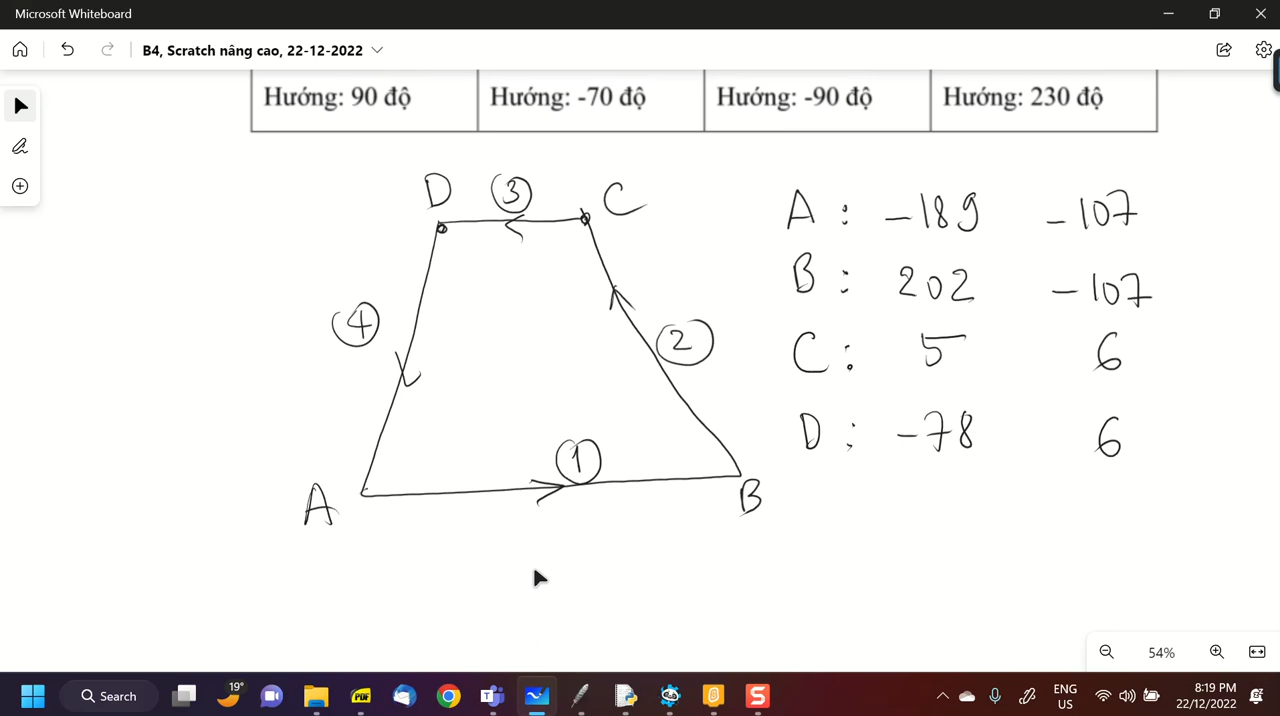 Microsoft Whiteboard
B4, Scratch nâng cao, 22-12-2022
Hướng: 90 độ Hướng: -70 độ Hướng: -90 độ Hướng: 230 độ
D 3 C
A : -189 -107
B : 202 -107
4
2
C : 5 6
D : -78 6
1
A B
54%
Search 19° PDF S ENG US 8:19 PM 22/12/2022